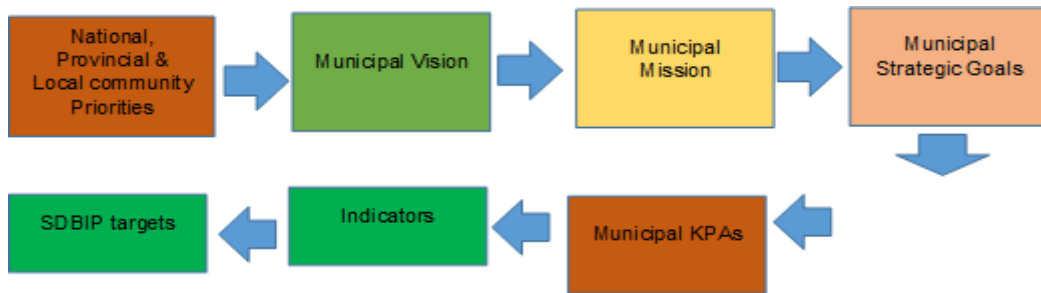 National,
Provincial &
Local community
Priorities
Municipal Vision
Municipal
Mission
Municipal
Strategic Goals
Municipal KPAs
Indicators
SDBIP targets